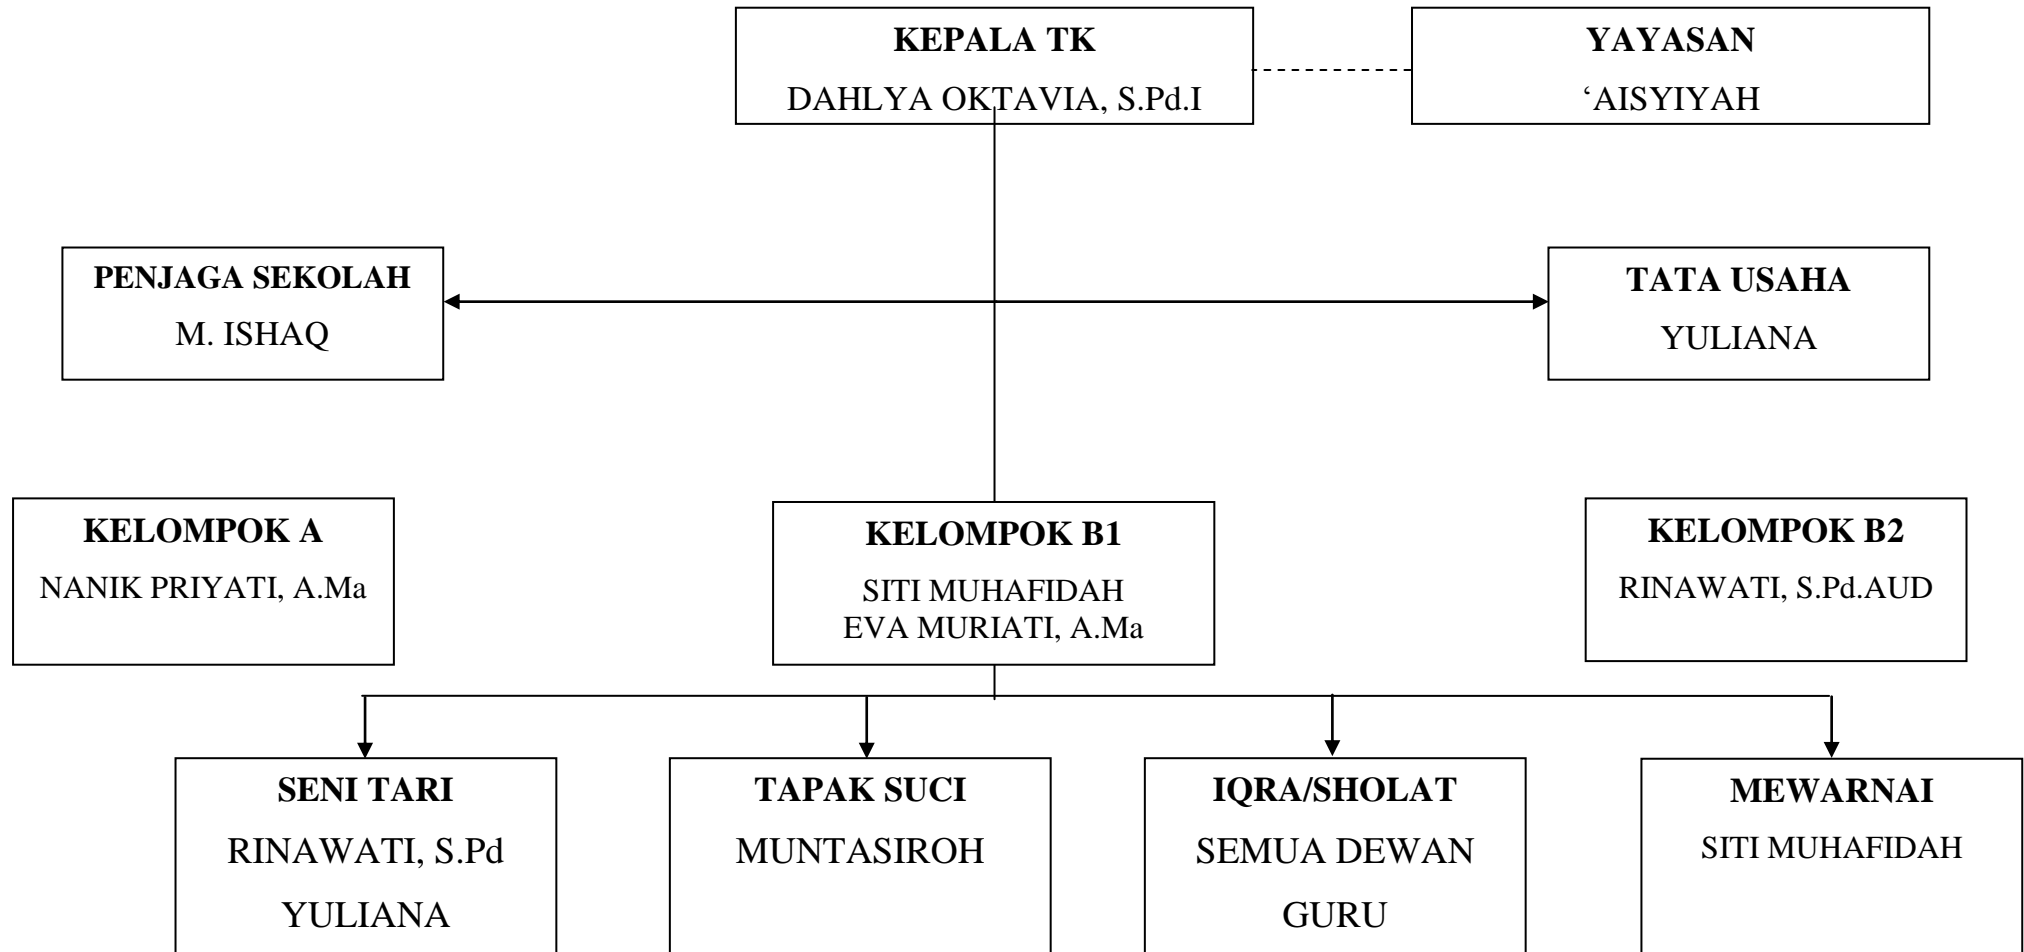 KEPALA TK
DAHLYA OKTAVIA, S.Pd.I
YAYASAN
‘AISYIYAH
PENJAGA SEKOLAH
M. ISHAQ
TATA USAHA
YULIANA
KELOMPOK A
NANIK PRIYATI, A.Ma
KELOMPOK B1
SITI MUHAFIDAH
EVA MURIATI, A.Ma
KELOMPOK B2
RINAWATI, S.Pd.AUD
SENI TARI
RINAWATI, S.Pd
YULIANA
TAPAK SUCI
MUNTASIROH
IQRA/SHOLAT
SEMUA DEWAN
GURU
MEWARNAI
SITI MUHAFIDAH